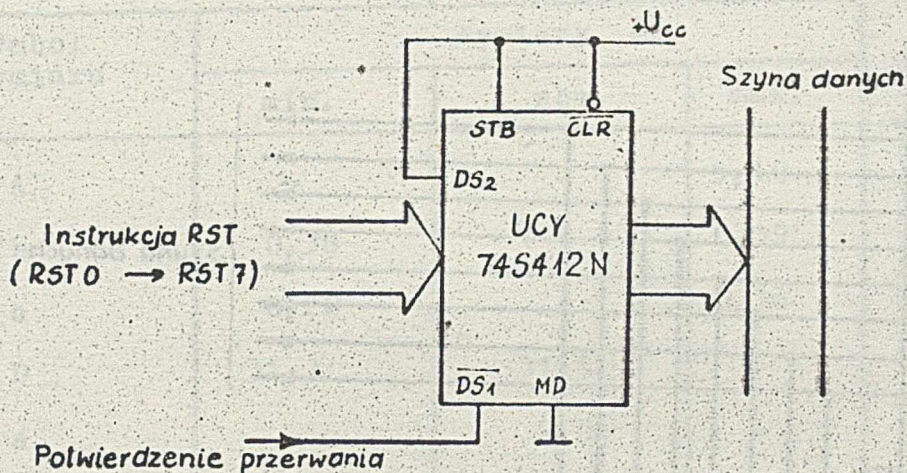 +Ucc
Szyna danych
STB
CLR
DS2
Instrukcja RST
(RST0 → RST7)
UCY
74S412N
DS1
MD
Potwierdzenie przerwania